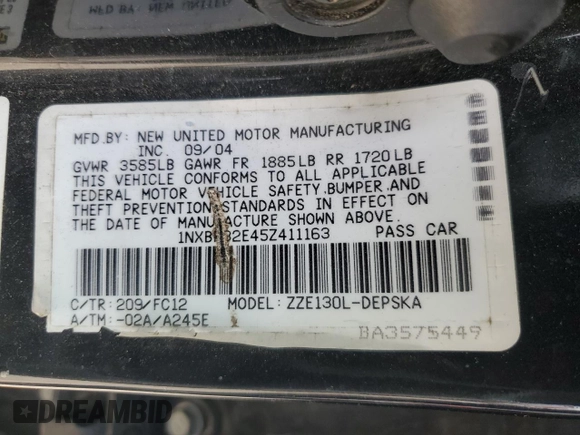 MFD.BY: NEW UNITED MOTOR MANUFACTURING
INC. 09/04
GVWR 3585LB GAWR FR 1885LB RR 1720LB
THIS VEHICLE CONFORMS TO ALL APPLICABLE
FEDERAL MOTOR VEHICLE SAFETY,BUMPER,AND
THEFT PREVENTION STANDARDS IN EFFECT ON
THE DATE OF MANUFACTURE SHOWN ABOVE.
PASS CAR
C/TR: 209/FC12 MODEL: ZZE130L-DEPSKA
A/TM: -02A/A245E
BA3575449
DREAMBID